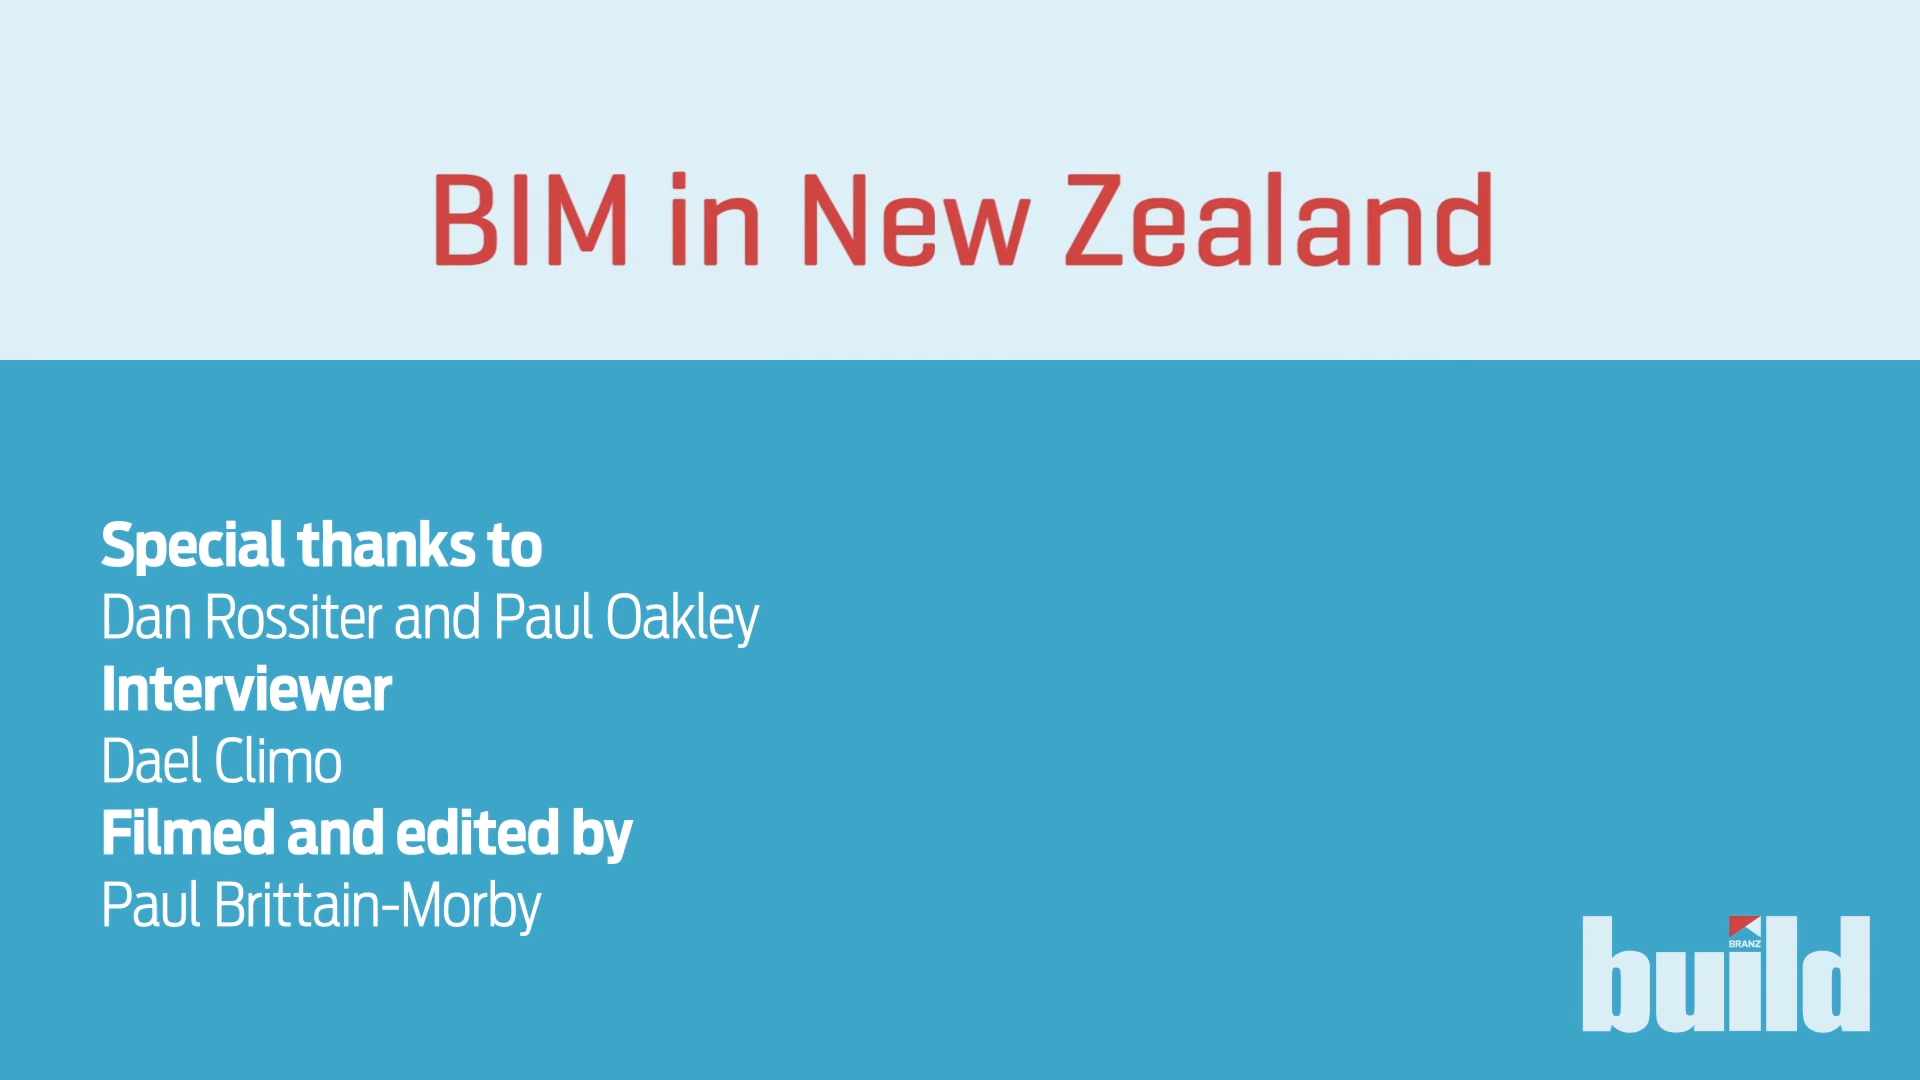 BIM in New Zealand
Special thanks to
Dan Rossiter and Paul Oakley
Interviewer
Dael Climo
Filmed and edited by
Paul Brittain-Morby
BRANZ
build